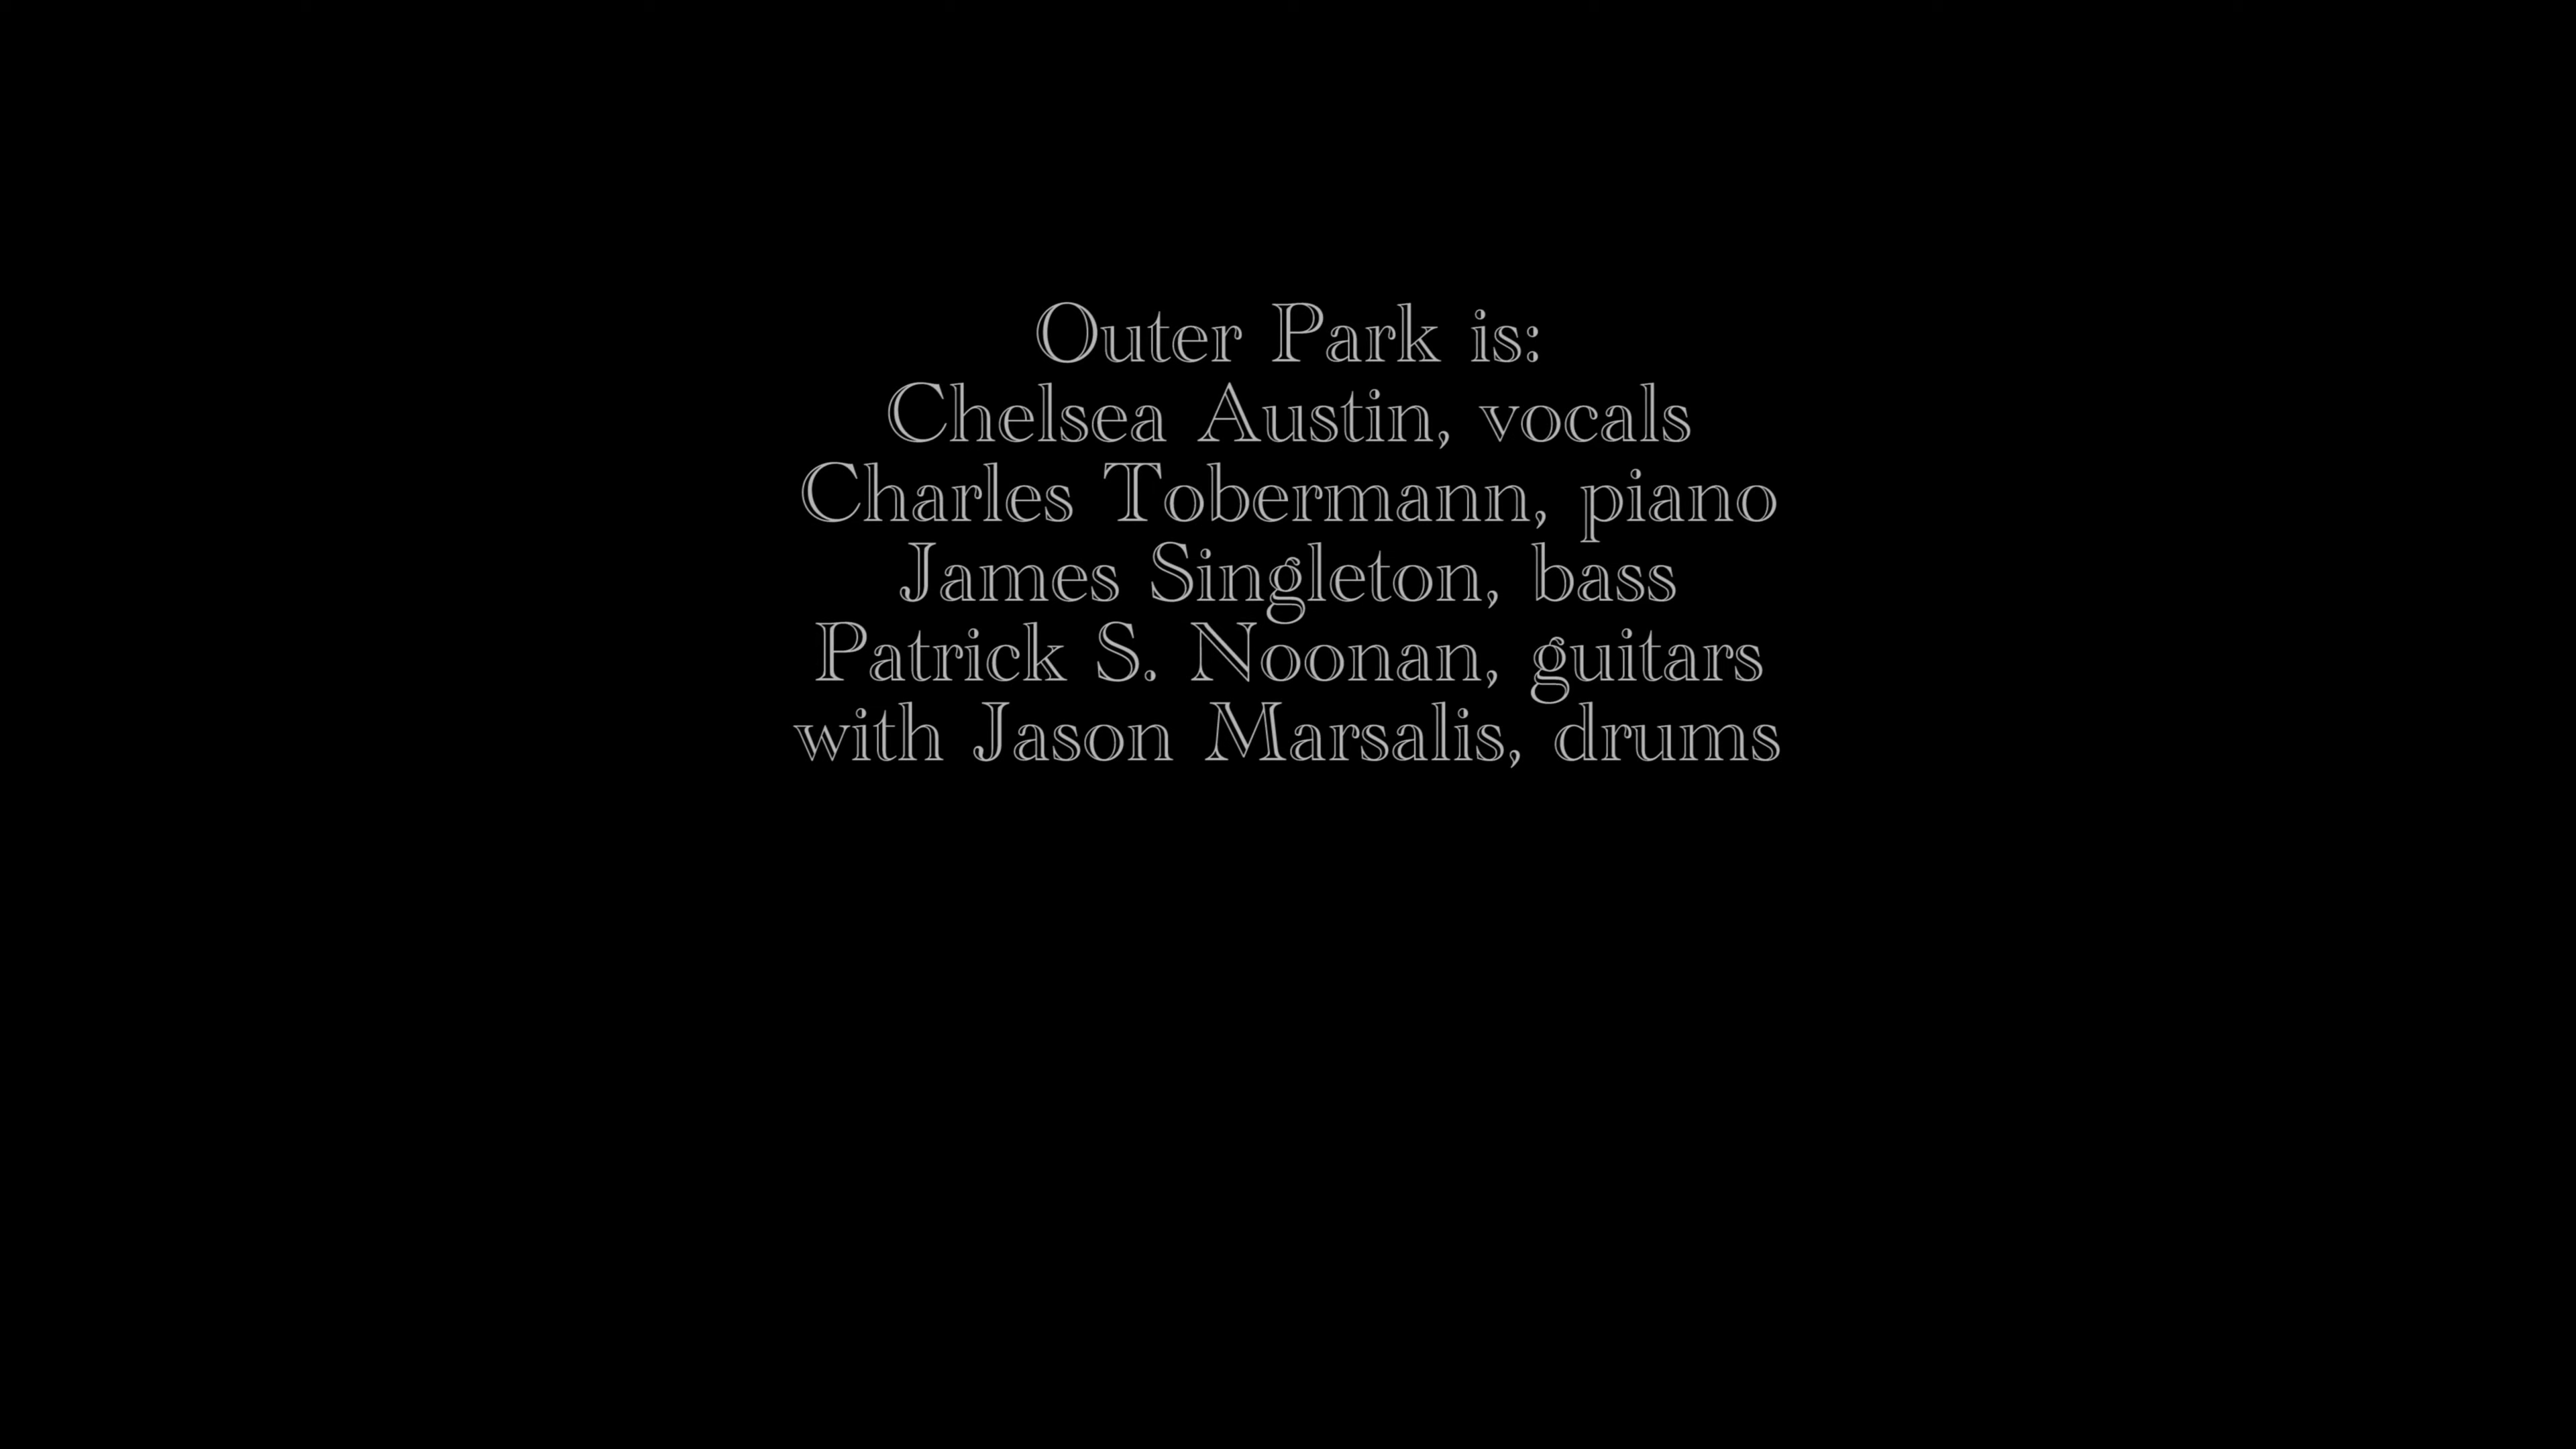 Outer Park is:
Chelsea Austin, vocals
Charles Tobermann, piano
James Singleton, bass
Patrick S. Noonan, guitars
with Jason Marsalis, drums